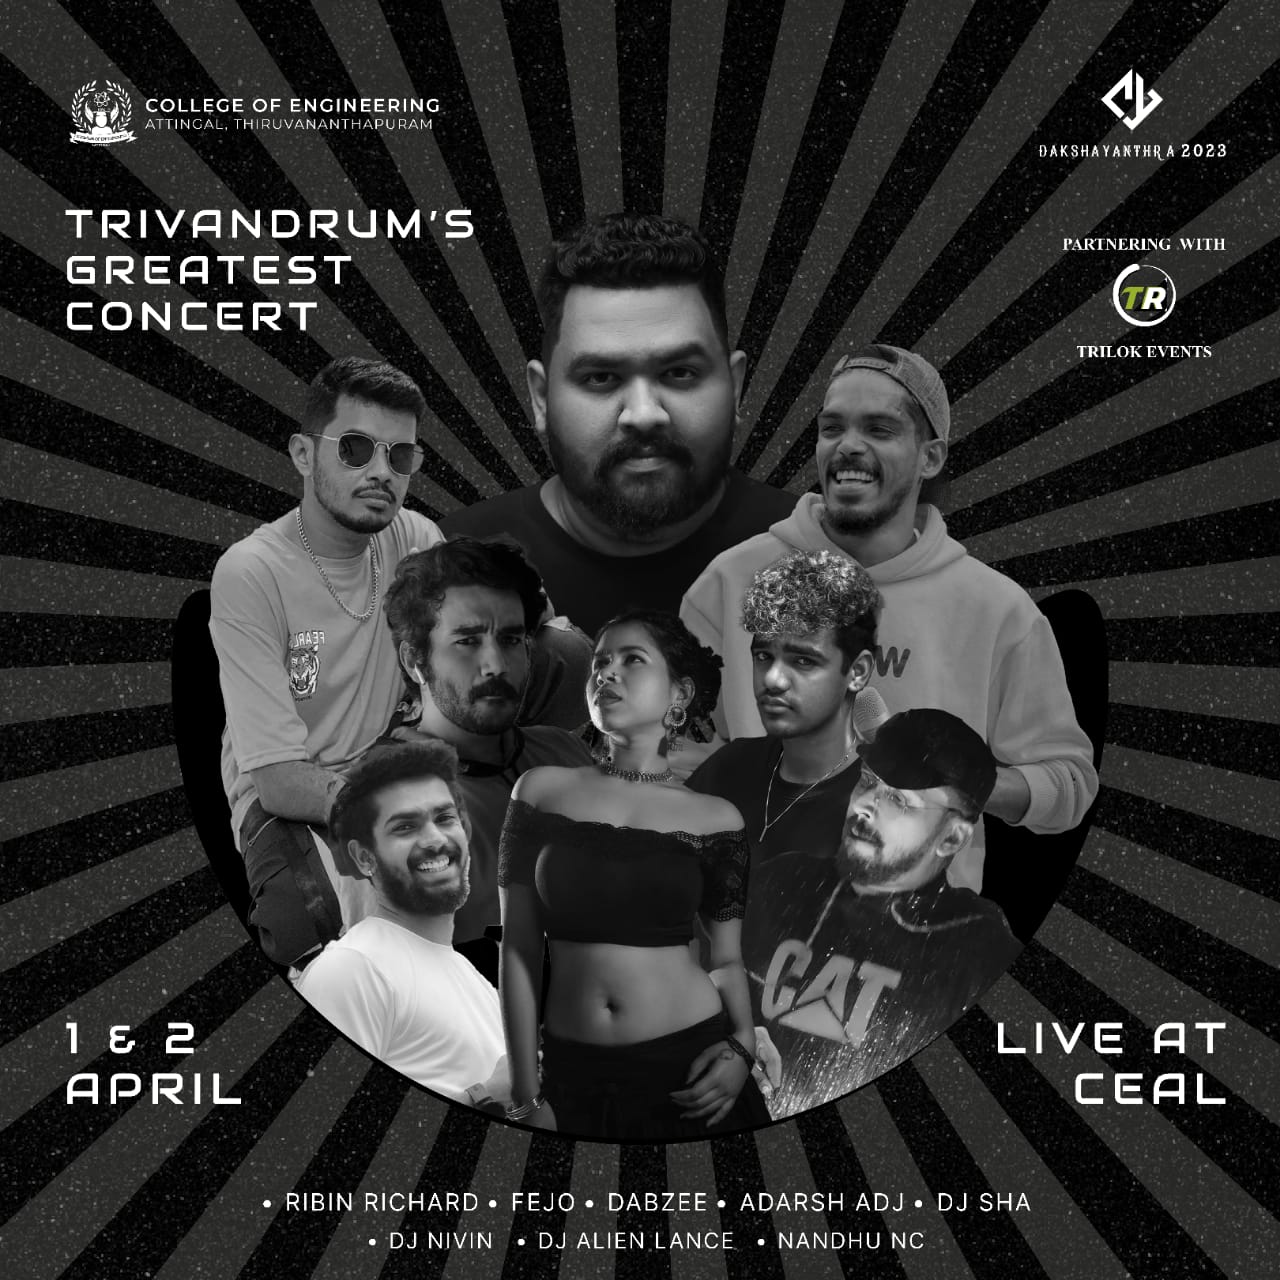 COLLEGE OF ENGINEERING
ATTINGAL, THIRUVANANTHAPURAM
DAKSHAYANTHRA 2023
TRIVANDRUM'S
GREATEST
CONCERT
PARTNERING WITH
TR
TRILOK EVENTS
CAT
1 & 2
APRIL
LIVE AT
CEAL
• RIBIN RICHARD • FEJO • DABZEE • ADARSH ADJ • DJ SHA
• DJ NIVIN • DJ ALIEN LANCE • NANDHU NC